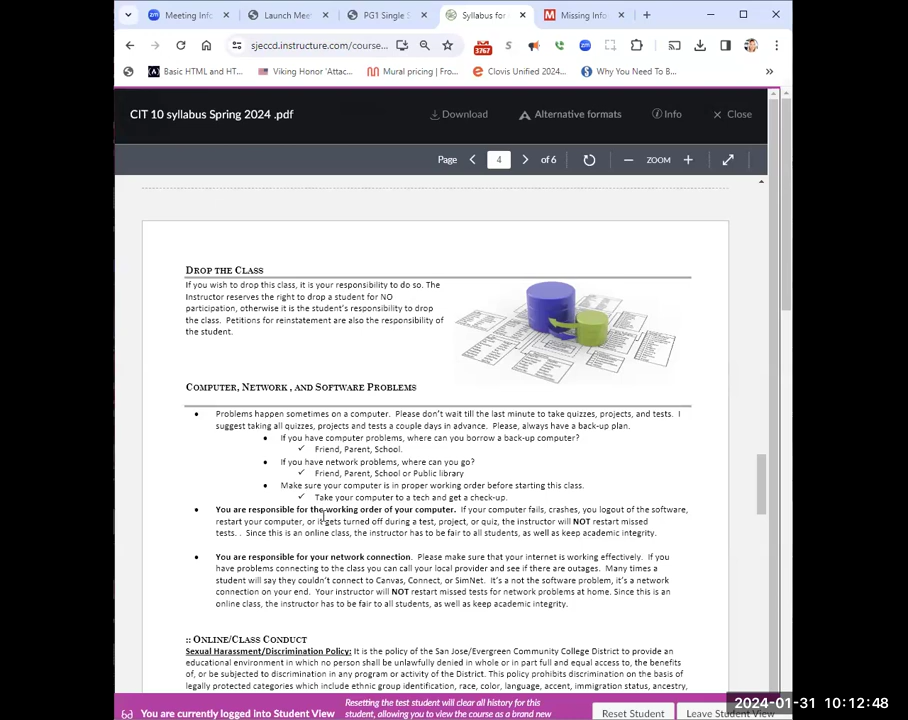 Meeting Info
Launch Mee
PG1 Single S
Syllabus for
Missing Info
sjeccd.instructure.com/course...
3767
Basic HTML and HT...
Viking Honor 'Attac...
Mural pricing | Fro...
Clovis Unified 2024...
Why You Need To B...
CIT 10 syllabus Spring 2024 .pdf
Download
Alternative formats
Info
Close
Page 4 of 6
ZOOM
DROP THE CLASS
If you wish to drop this class, it is your responsibility to do so. The
Instructor reserves the right to drop a student for NO
participation, otherwise it is the student's responsibility to drop
the class. Petitions for reinstatement are also the responsibility of
the student.
COMPUTER, NETWORK , AND SOFTWARE PROBLEMS
• Problems happen sometimes on a computer. Please don't wait till the last minute to take quizzes, projects, and tests. I
suggest taking all quizzes, projects and tests a couple days in advance. Please, always have a back-up plan.
• If you have computer problems, where can you borrow a back-up computer?
✓ Friend, Parent, School.
• If you have network problems, where can you go?
✓ Friend, Parent, School or Public library
• Make sure your computer is in proper working order before starting this class.
✓ Take your computer to a tech and get a check-up.
• You are responsible for the working order of your computer. If your computer fails, crashes, you logout of the software,
restart your computer, or it gets turned off during a test, project, or quiz, the instructor will NOT restart missed
tests. . Since this is an online class, the instructor has to be fair to all students, as well as keep academic integrity.
• You are responsible for your network connection. Please make sure that your internet is working effectively. If you
have problems connecting to the class you can call your local provider and see if there are outages. Many times a
student will say they couldn't connect to Canvas, Connect, or SimNet. It's a not the software problem, it's a network
connection on your end. Your instructor will NOT restart missed tests for network problems at home. Since this is an
online class, the instructor has to be fair to all students, as well as keep academic integrity.
:: ONLINE/CLASS CONDUCT
Sexual Harassment/Discrimination Policy: It is the policy of the San Jose/Evergreen Community College District to provide an
educational environment in which no person shall be unlawfully denied in whole or in part full and equal access to, the benefits
of, or be subjected to discrimination in any program or activity of the District. This policy prohibits discrimination on the basis of
legally protected categories which include ethnic group identification, race, color, language, accent, immigration status, ancestry,
You are currently logged into Student View
Resetting the test student will clear all history for this
student, allowing you to view the course as a brand new
Reset Student
Leave Student View
2024-01-31 10:12:48